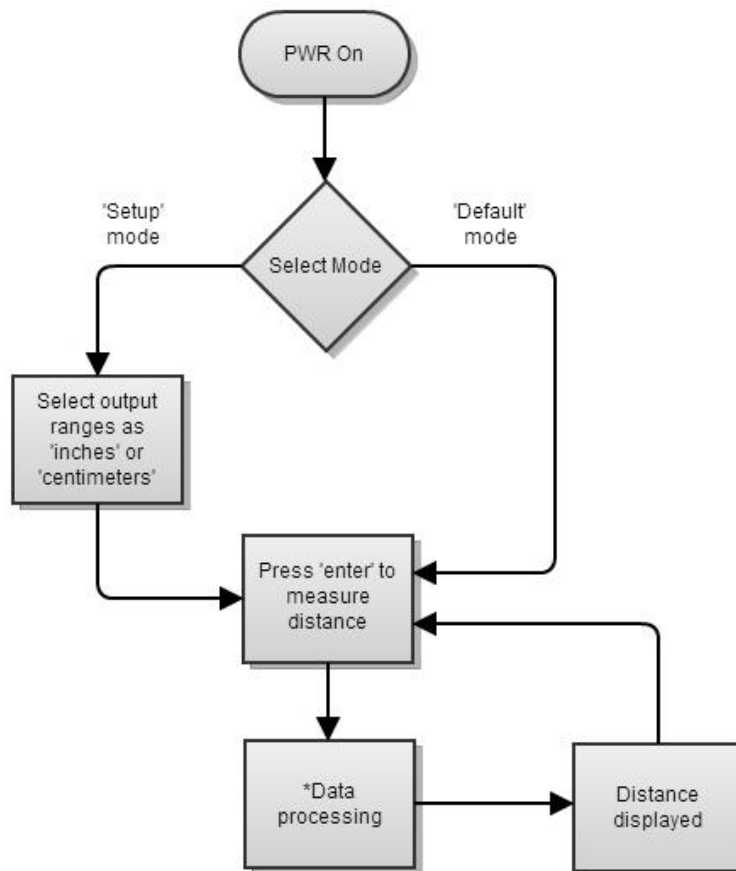 PWR On
'Setup'
mode
'Default'
mode
Select Mode
Select output
ranges as
'inches' or
'centimeters'
Press 'enter' to
measure
distance
*Data
processing
Distance
displayed